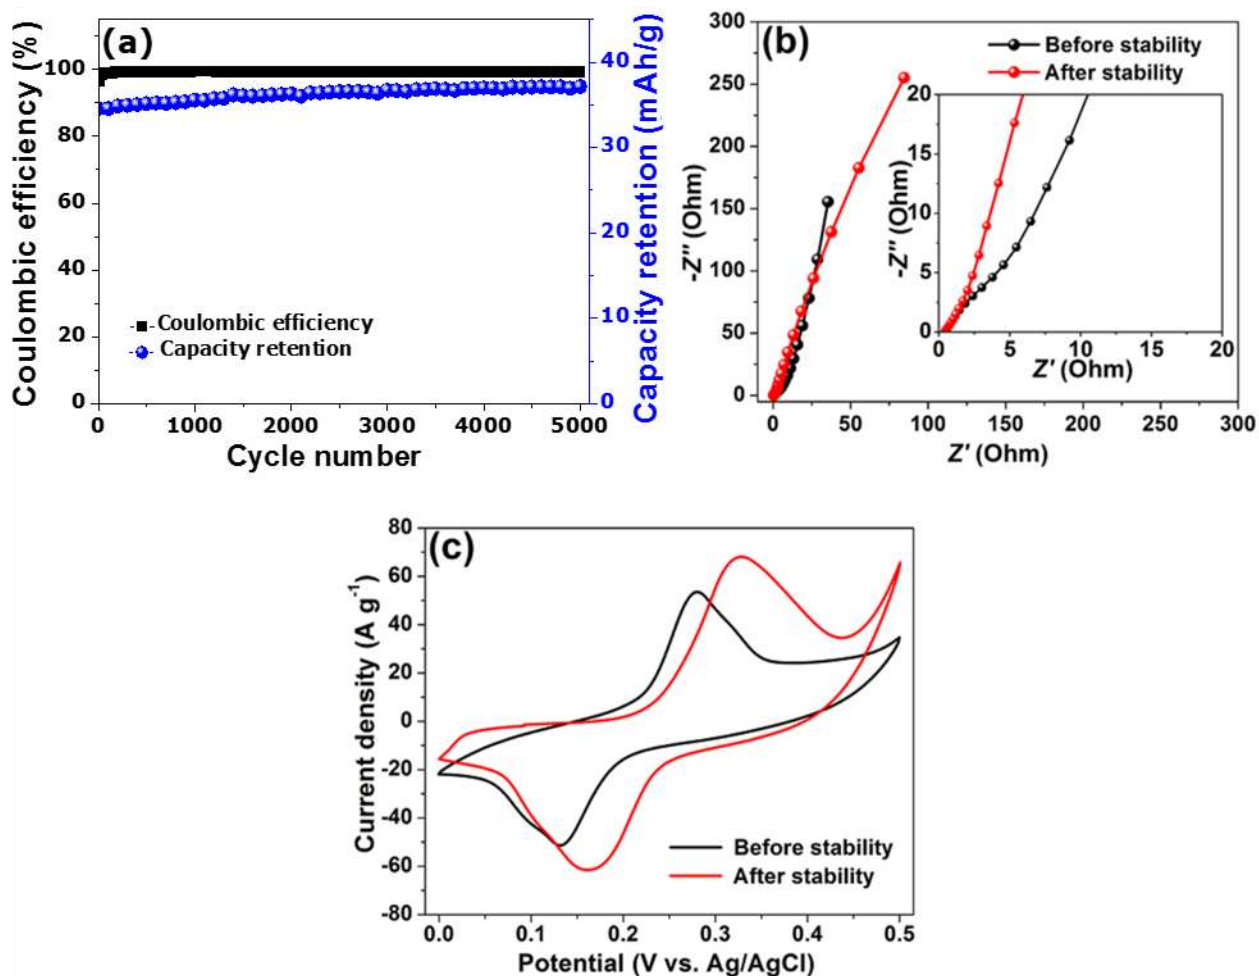 (a)
Coulombic efficiency (%)
100
80
60
40
20
0
40
30
20
10
0
Capacity retention (mAh/g)
Coulombic efficiency
Capacity retention
0 1000 2000 3000 4000 5000
Cycle number
(b)
-Z″ (Ohm)
300
250
200
150
100
50
0
Before stability
After stability
20
15
10
5
0
-Z″ (Ohm)
0 5 10 15 20
Z′ (Ohm)
0 50 100 150 200 250 300
Z′ (Ohm)
(c)
Current density (A g⁻¹)
80
60
40
20
0
-20
-40
-60
-80
Before stability
After stability
0.0 0.1 0.2 0.3 0.4 0.5
Potential (V vs. Ag/AgCl)